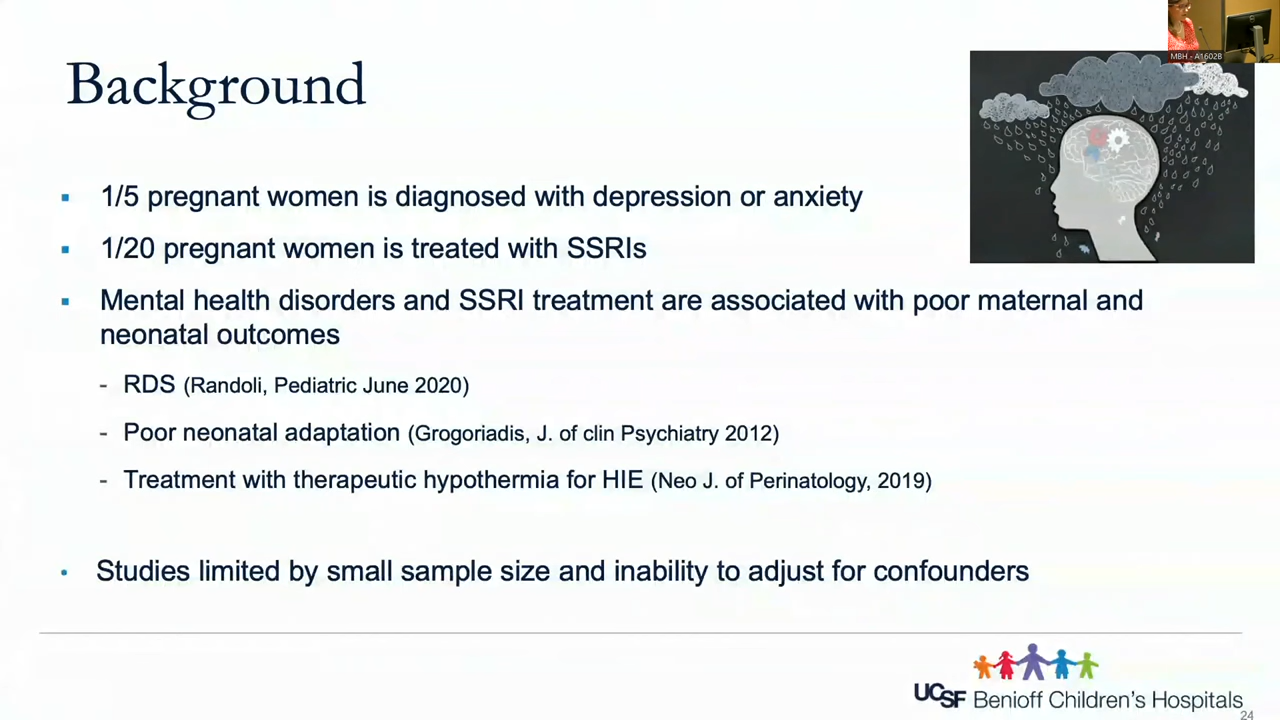 MBH - A1602B
Background
1/5 pregnant women is diagnosed with depression or anxiety
1/20 pregnant women is treated with SSRIs
Mental health disorders and SSRI treatment are associated with poor maternal and
neonatal outcomes
- RDS (Randoli, Pediatric June 2020)
- Poor neonatal adaptation (Grogoriadis, J. of clin Psychiatry 2012)
- Treatment with therapeutic hypothermia for HIE (Neo J. of Perinatology, 2019)
Studies limited by small sample size and inability to adjust for confounders
UCSF Benioff Children's Hospitals
24